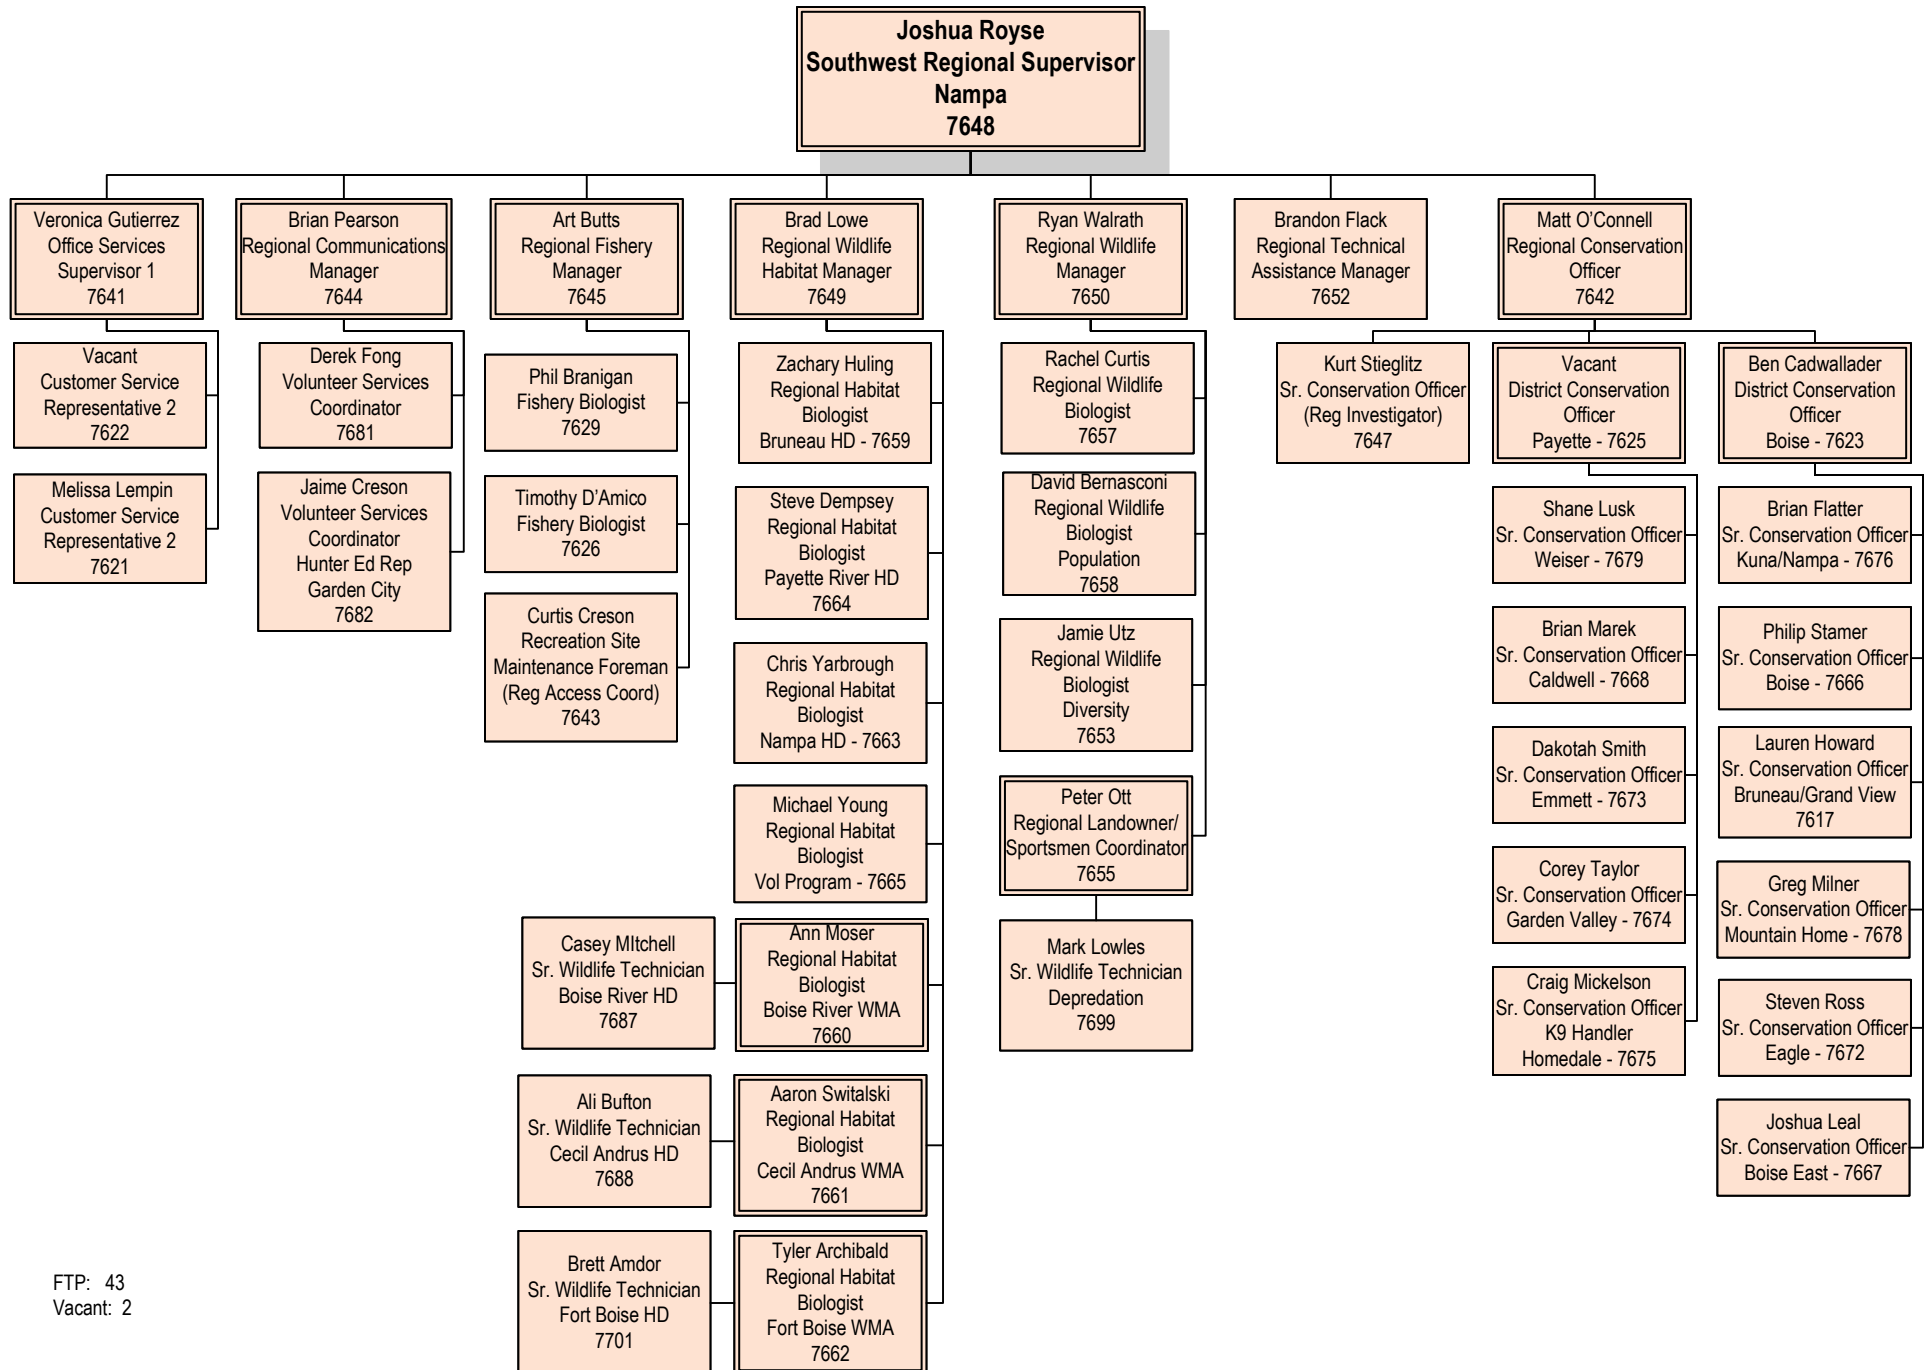 Joshua Royse
Southwest Regional Supervisor
Nampa
7648
Veronica Gutierrez
Office Services
Supervisor 1
7641
Vacant
Customer Service
Representative 2
7622
Melissa Lempin
Customer Service
Representative 2
7621
Brian Pearson
Regional Communications
Manager
7644
Derek Fong
Volunteer Services
Coordinator
7681
Jaime Creson
Volunteer Services
Coordinator
Hunter Ed Rep
Garden City
7682
Art Butts
Regional Fishery
Manager
7645
Phil Branigan
Fishery Biologist
7629
Timothy D'Amico
Fishery Biologist
7626
Curtis Creson
Recreation Site
Maintenance Foreman
(Reg Access Coord)
7643
Brad Lowe
Regional Wildlife
Habitat Manager
7649
Zachary Huling
Regional Habitat
Biologist
Bruneau HD - 7659
Steve Dempsey
Regional Habitat
Biologist
Payette River HD
7664
Chris Yarbrough
Regional Habitat
Biologist
Nampa HD - 7663
Michael Young
Regional Habitat
Biologist
Vol Program - 7665
Ann Moser
Regional Habitat
Biologist
Boise River WMA
7660
Casey MItchell
Sr. Wildlife Technician
Boise River HD
7687
Aaron Switalski
Regional Habitat
Biologist
Cecil Andrus WMA
7661
Ali Bufton
Sr. Wildlife Technician
Cecil Andrus HD
7688
Tyler Archibald
Regional Habitat
Biologist
Fort Boise WMA
7662
Brett Amdor
Sr. Wildlife Technician
Fort Boise HD
7701
Ryan Walrath
Regional Wildlife
Manager
7650
Rachel Curtis
Regional Wildlife
Biologist
7657
David Bernasconi
Regional Wildlife
Biologist
Population
7658
Jamie Utz
Regional Wildlife
Biologist
Diversity
7653
Peter Ott
Regional Landowner/
Sportsmen Coordinator
7655
Mark Lowles
Sr. Wildlife Technician
Depredation
7699
Brandon Flack
Regional Technical
Assistance Manager
7652
Matt O'Connell
Regional Conservation
Officer
7642
Kurt Stieglitz
Sr. Conservation Officer
(Reg Investigator)
7647
Vacant
District Conservation
Officer
Payette - 7625
Shane Lusk
Sr. Conservation Officer
Weiser - 7679
Brian Marek
Sr. Conservation Officer
Caldwell - 7668
Dakotah Smith
Sr. Conservation Officer
Emmett - 7673
Corey Taylor
Sr. Conservation Officer
Garden Valley - 7674
Craig Mickelson
Sr. Conservation Officer
K9 Handler
Homedale - 7675
Ben Cadwallader
District Conservation
Officer
Boise - 7623
Brian Flatter
Sr. Conservation Officer
Kuna/Nampa - 7676
Philip Stamer
Sr. Conservation Officer
Boise - 7666
Lauren Howard
Sr. Conservation Officer
Bruneau/Grand View
7617
Greg Milner
Sr. Conservation Officer
Mountain Home - 7678
Steven Ross
Sr. Conservation Officer
Eagle - 7672
Joshua Leal
Sr. Conservation Officer
Boise East - 7667
FTP: 43
Vacant: 2